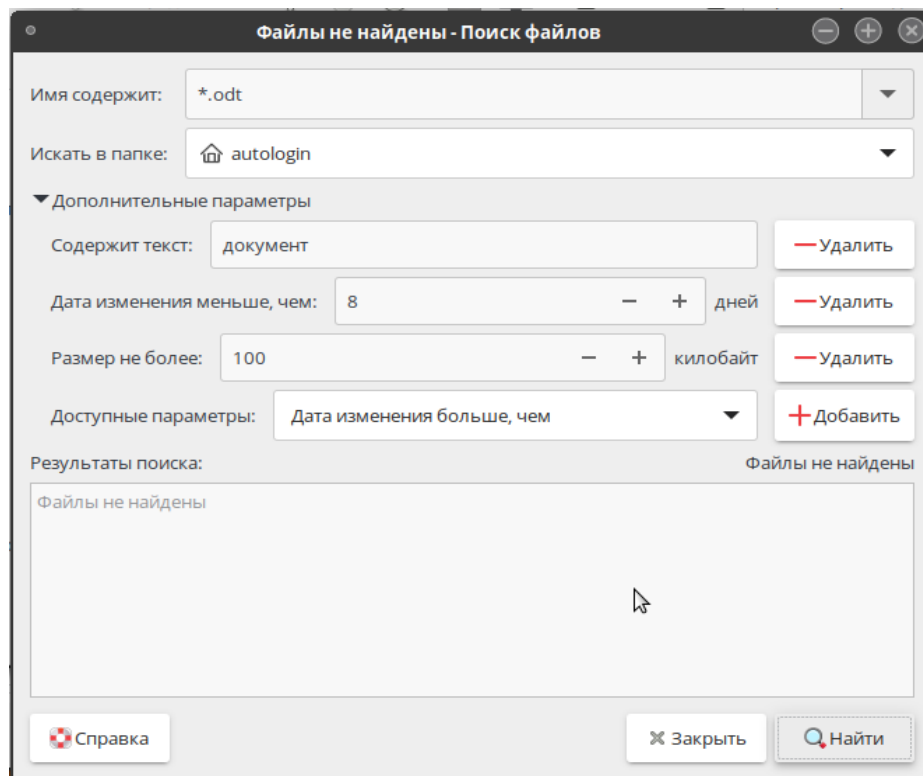 Файлы не найдены - Поиск файлов
Имя содержит: *.odt
Искать в папке: autologin
Дополнительные параметры
Содержит текст: документ Удалить
Дата изменения меньше, чем: 8 дней Удалить
Размер не более: 100 килобайт Удалить
Доступные параметры: Дата изменения больше, чем Добавить
Результаты поиска: Файлы не найдены
Файлы не найдены
Справка Закрыть Найти